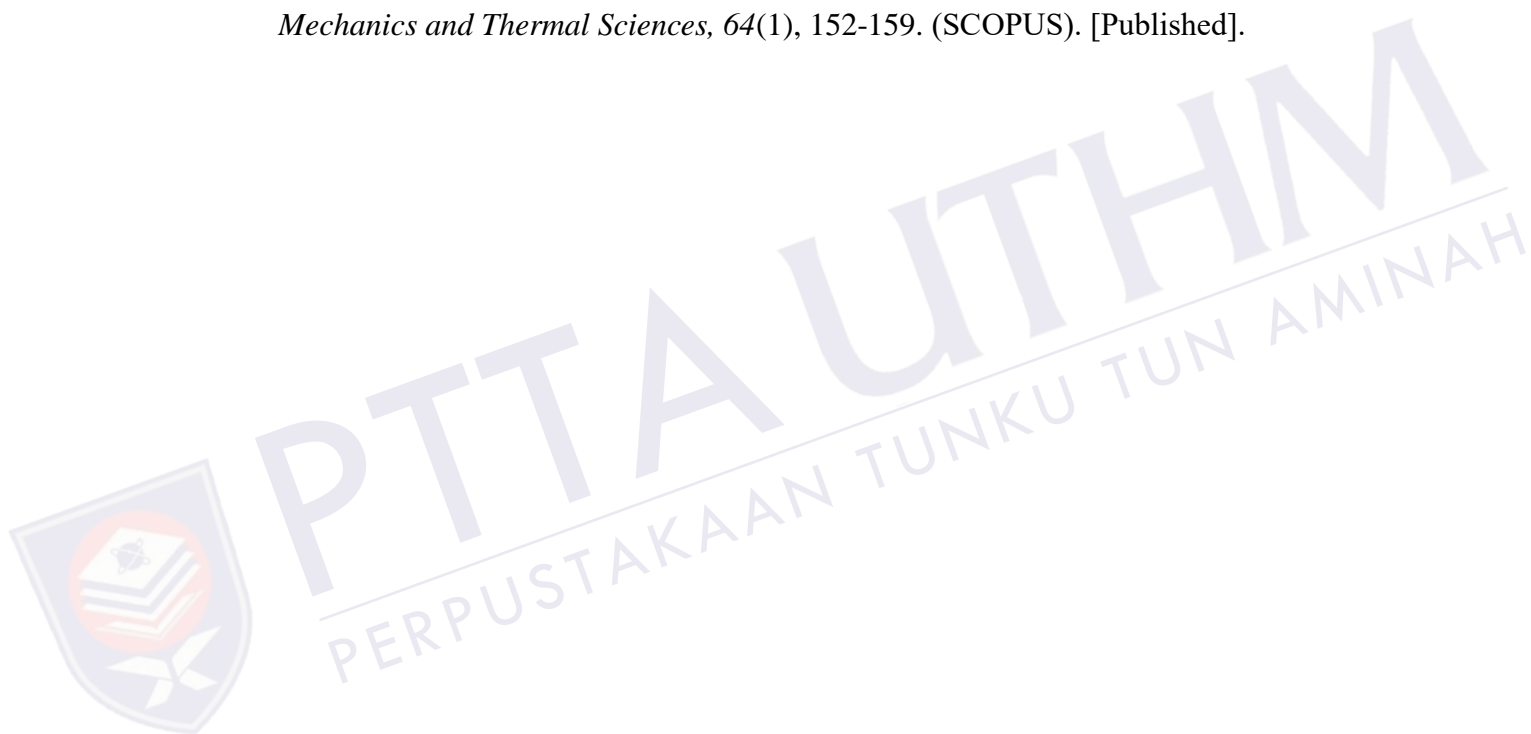 Mechanics and Thermal Sciences, 64(1), 152-159. (SCOPUS). [Published].
PTTA UTHM
PERPUSTAKAAN TUNKU TUN AMINAH